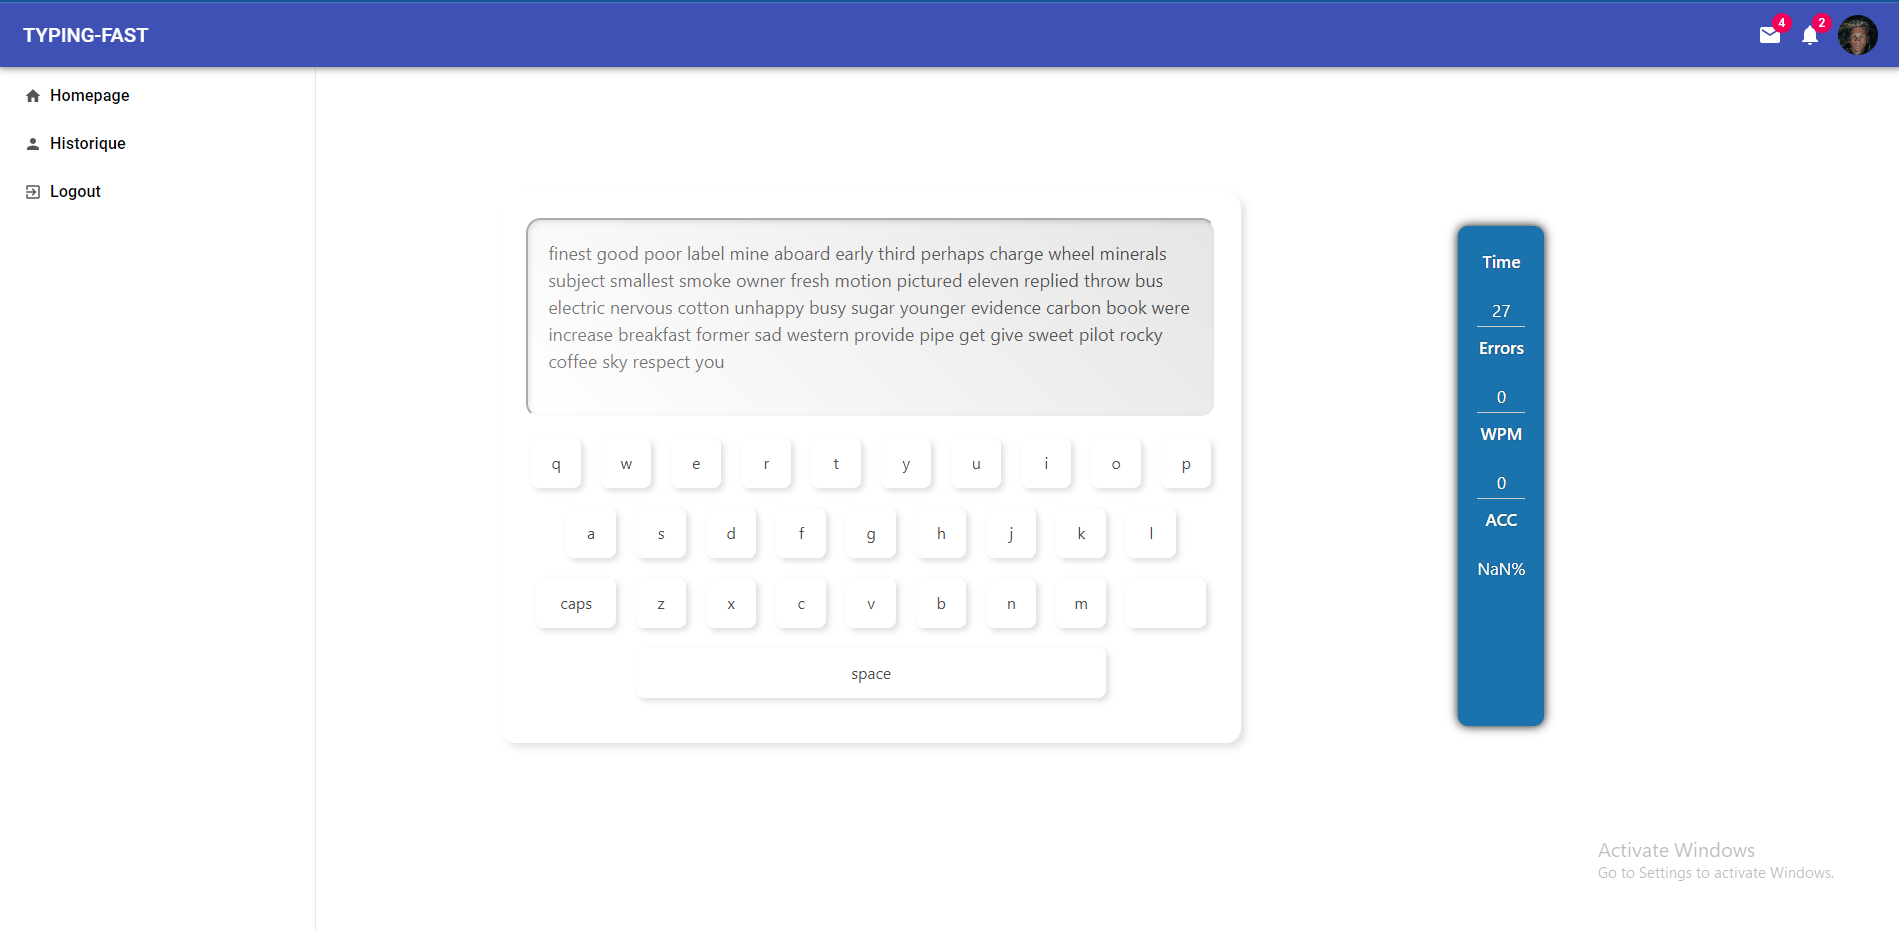 TYPING-FAST
4
2
Homepage
Historique
Logout
finest good poor label mine aboard early third perhaps charge wheel minerals
subject smallest smoke owner fresh motion pictured eleven replied throw bus
electric nervous cotton unhappy busy sugar younger evidence carbon book were
increase breakfast former sad western provide pipe get give sweet pilot rocky
coffee sky respect you
q w e r t y u i o p
a s d f g h j k l
caps z x c v b n m
space
Time
27
Errors
0
WPM
0
ACC
NaN%
Activate Windows
Go to Settings to activate Windows.